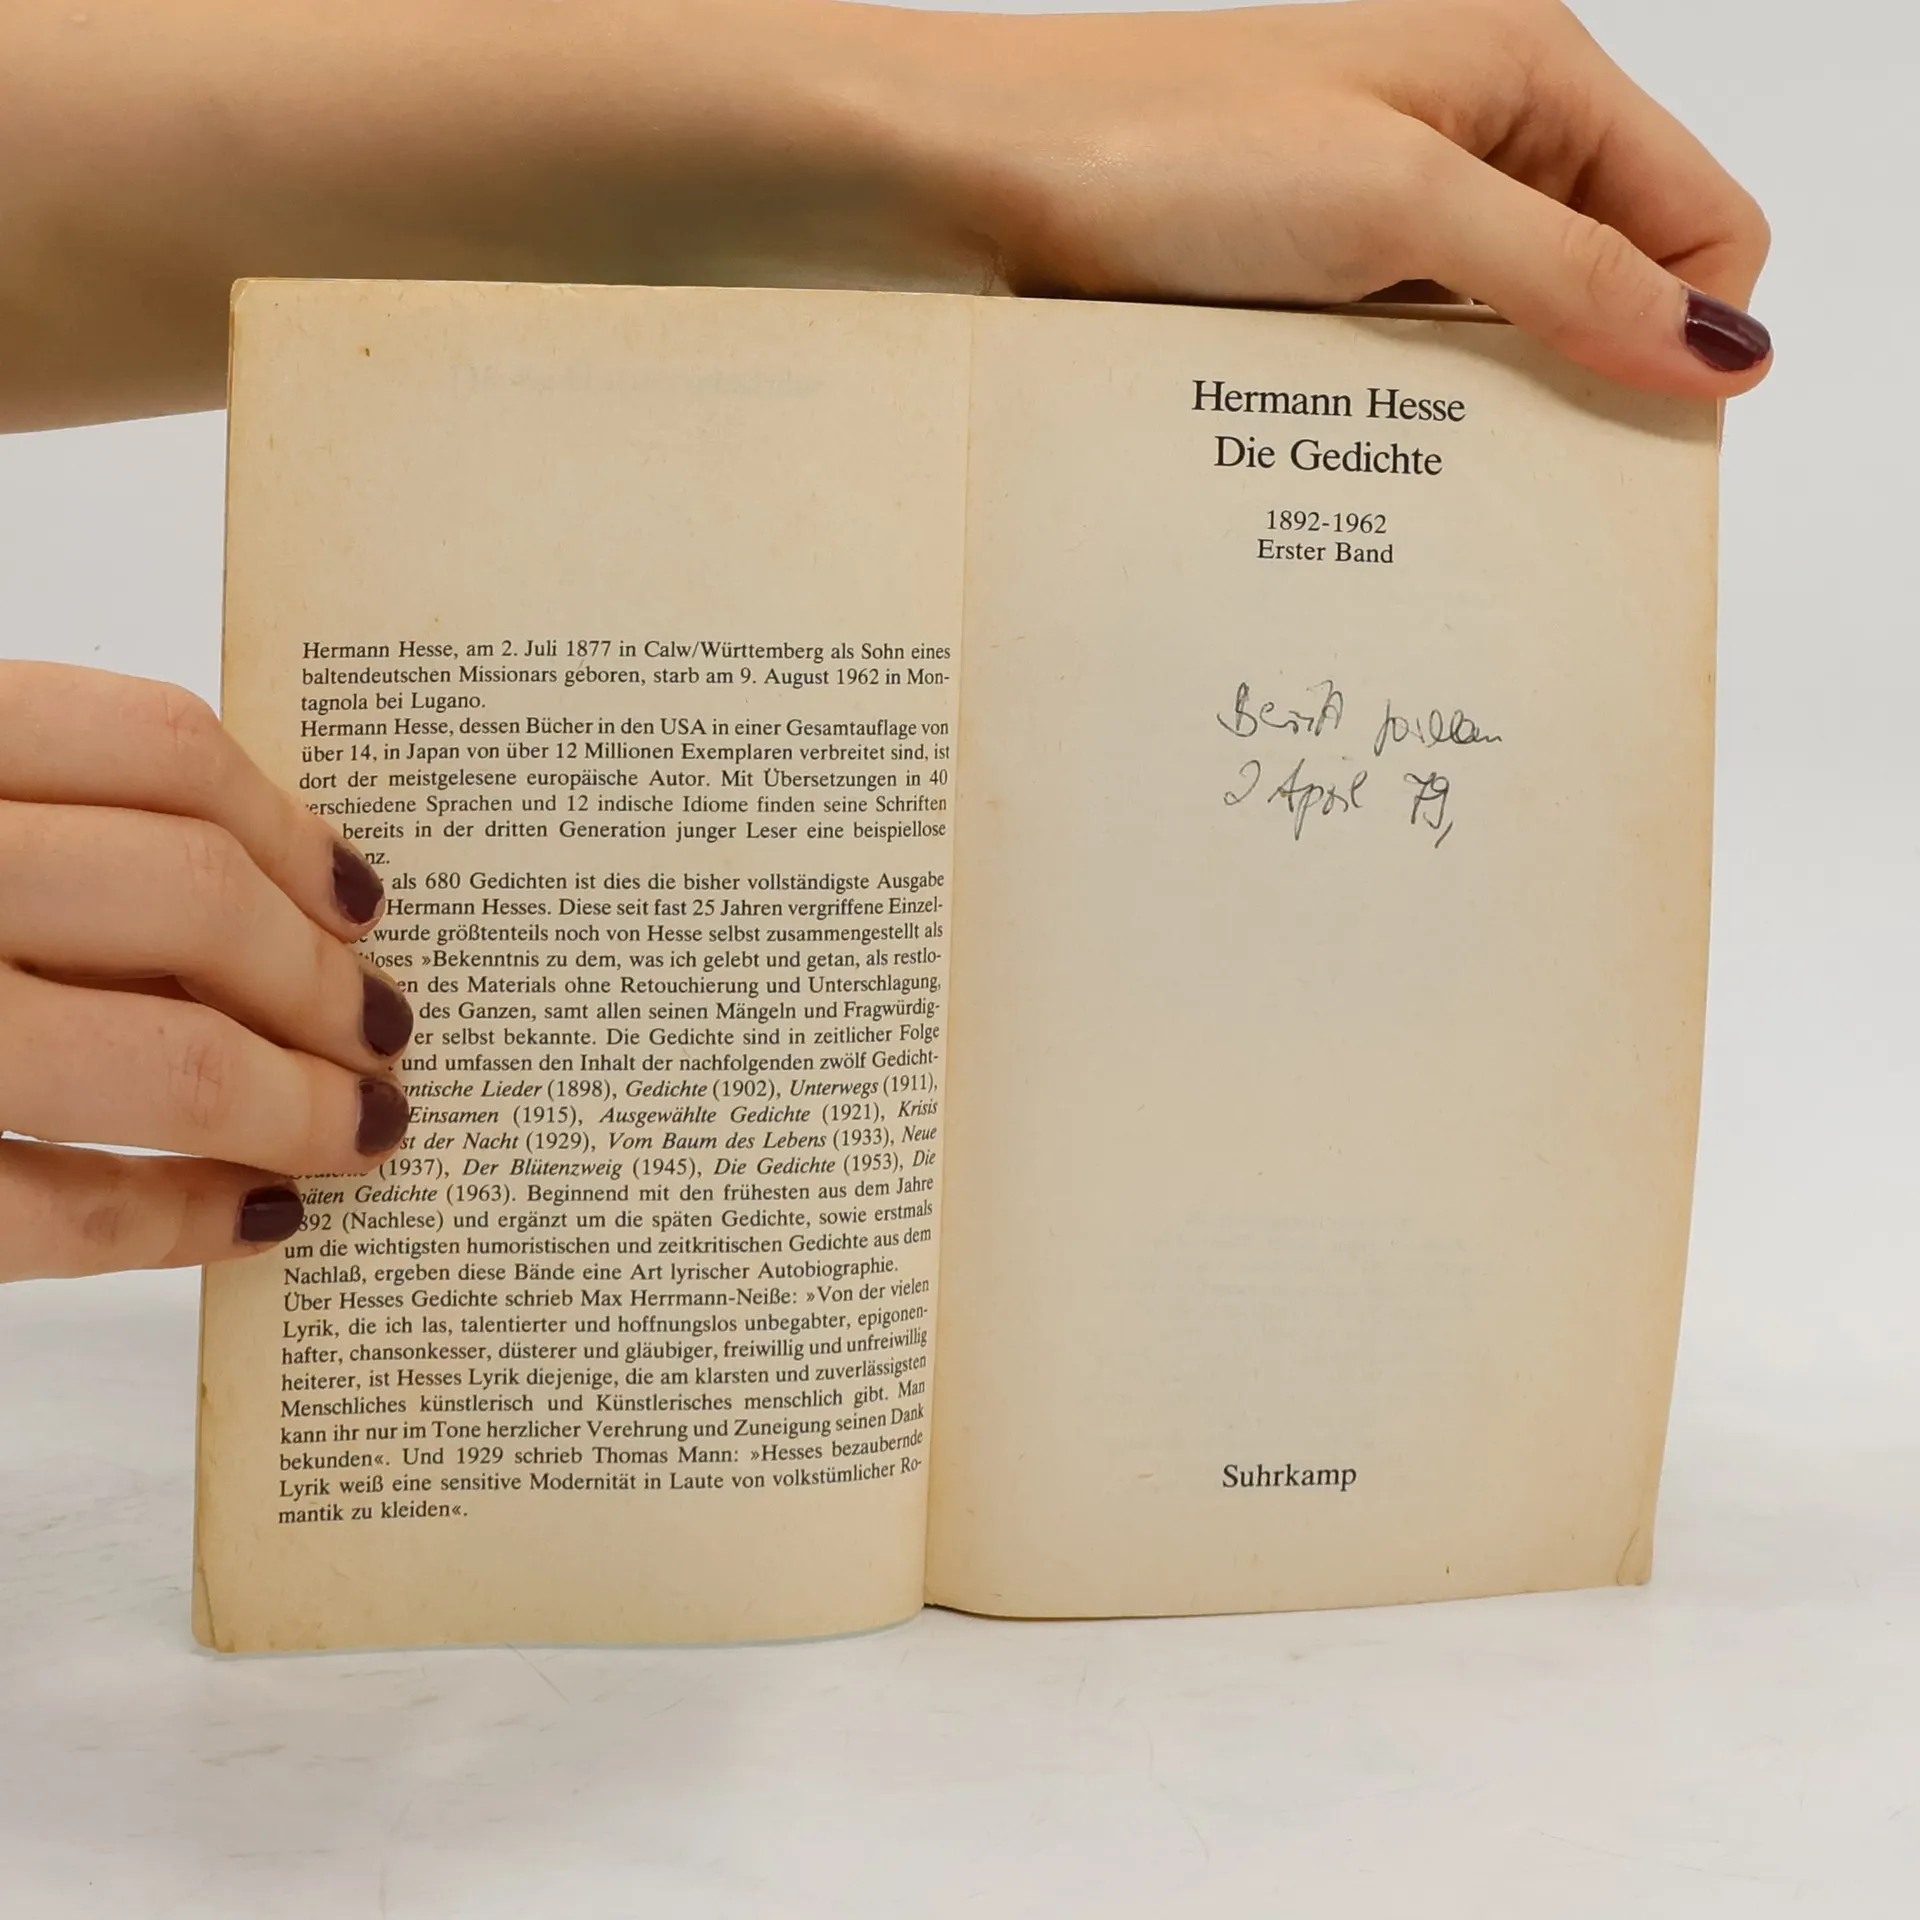 Hermann Hesse, am 2. Juli 1877 in Calw/Württemberg als Sohn eines
baltendeutschen Missionars geboren, starb am 9. August 1962 in Mon-
tagnola bei Lugano.
Hermann Hesse, dessen Bücher in den USA in einer Gesamtauflage von
über 14, in Japan von über 12 Millionen Exemplaren verbreitet sind, ist
dort der meistgelesene europäische Autor. Mit Übersetzungen in 40
verschiedene Sprachen und 12 indische Idiome finden seine Schriften
bereits in der dritten Generation junger Leser eine beispiellose
nz.
als 680 Gedichten ist dies die bisher vollständigste Ausgabe
Hermann Hesses. Diese seit fast 25 Jahren vergriffene Einzel-
wurde größtenteils noch von Hesse selbst zusammengestellt als
loses »Bekenntnis zu dem, was ich gelebt und getan, als restlo-
en des Materials ohne Retouchierung und Unterschlagung,
des Ganzen, samt allen seinen Mängeln und Fragwürdig-
er selbst bekannte. Die Gedichte sind in zeitlicher Folge
und umfassen den Inhalt der nachfolgenden zwölf Gedicht-
antische Lieder (1898), Gedichte (1902), Unterwegs (1911),
Einsamen (1915), Ausgewählte Gedichte (1921), Krisis
st der Nacht (1929), Vom Baum des Lebens (1933), Neue
(1937), Der Blütenzweig (1945), Die Gedichte (1953), Die
päten Gedichte (1963). Beginnend mit den frühesten aus dem Jahre
892 (Nachlese) und ergänzt um die späten Gedichte, sowie erstmals
um die wichtigsten humoristischen und zeitkritischen Gedichte aus dem
Nachlaß, ergeben diese Bände eine Art lyrischer Autobiographie.
Über Hesses Gedichte schrieb Max Herrmann-Neiße: »Von der vielen
Lyrik, die ich las, talentierter und hoffnungslos unbegabter, epigonen-
hafter, chansonkesser, düsterer und gläubiger, freiwillig und unfreiwillig
heiterer, ist Hesses Lyrik diejenige, die am klarsten und zuverlässigsten
Menschliches künstlerisch und Künstlerisches menschlich gibt. Man
kann ihr nur im Tone herzlicher Verehrung und Zuneigung seinen Dank
bekunden«. Und 1929 schrieb Thomas Mann: »Hesses bezaubernde
Lyrik weiß eine sensitive Modernität in Laute von volkstümlicher Ro-
mantik zu kleiden«.
Hermann Hesse
Die Gedichte
1892-1962
Erster Band
2 April 79,
Suhrkamp